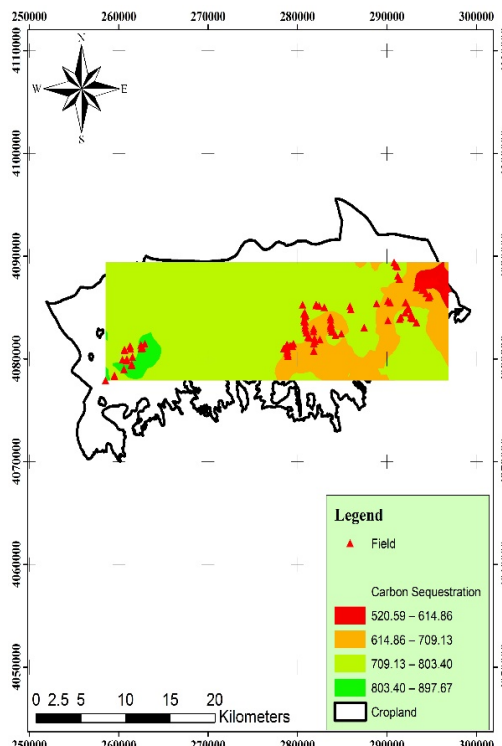 250000 260000 270000 280000 290000 300000
4110000
4100000
4090000
4080000
4070000
4060000
4050000
N
W E
S
Legend
Field
Carbon Sequestration
520.59 – 614.86
614.86 – 709.13
709.13 – 803.40
803.40 – 897.67
Cropland
0 2.5 5 10 15 20
Kilometers
250000 260000 270000 280000 290000 300000